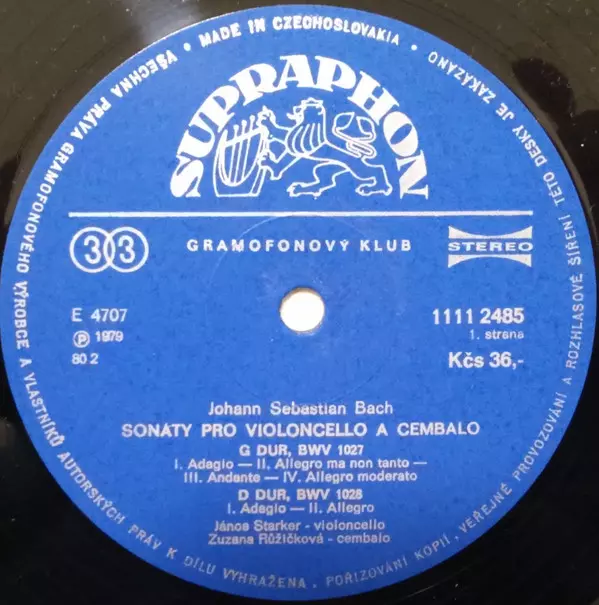 VŠECHNA PRÁVA GRAMOFONOVÉHO VÝROBCE A VLASTNÍKŮ AUTORSKÝCH PRÁV K DÍLU VYHRAŽENA. POŘIZOVÁNÍ KOPIÍ, VEŘEJNÉ PROVOZOVÁNÍ A ROZHLASOVÉ ŠÍŘENÍ TÉTO DESKY JE ZAKÁZÁNO
• MADE IN CZECHOSLOVAKIA •
SUPRAPHON
33
GRAMOFONOVÝ KLUB
STEREO
E 4707
1111 2485
Ⓟ 1979
1. strana
80 2
Kčs 36,-
Johann Sebastian Bach
SONÁTY PRO VIOLONCELLO A CEMBALO
G DUR, BWV 1027
I. Adagio — II. Allegro ma non tanto —
III. Andante — IV. Allegro moderato
D DUR, BWV 1028
I. Adagio — II. Allegro
János Starker - violoncello
Zuzana Růžičková - cembalo